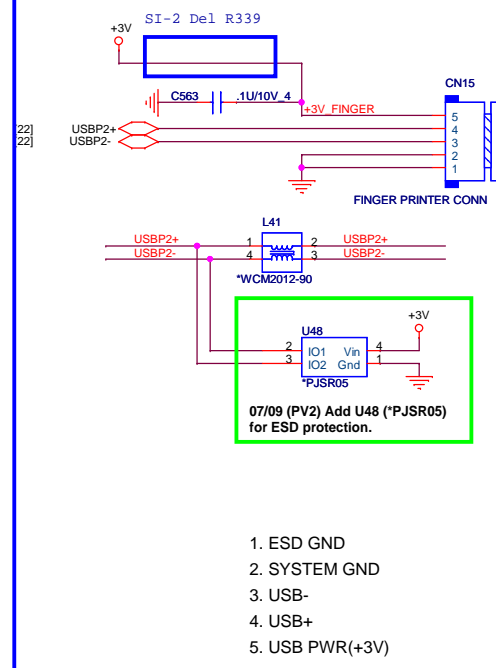 SI-2 Del R339
+3V
CN15
C563 .1U/10V_4
+3V_FINGER
5
[22] USBP2+ 4
[22] USBP2- 3
2
1
FINGER PRINTER CONN
L41
USBP2+ 1 2 USBP2+
USBP2- 4 3 USBP2-
*WCM2012-90
+3V
U48
2 IO1 Vin 4
3 IO2 Gnd 1
*PJSR05
07/09 (PV2) Add U48 (*PJSR05)
for ESD protection.
1. ESD GND
2. SYSTEM GND
3. USB-
4. USB+
5. USB PWR(+3V)